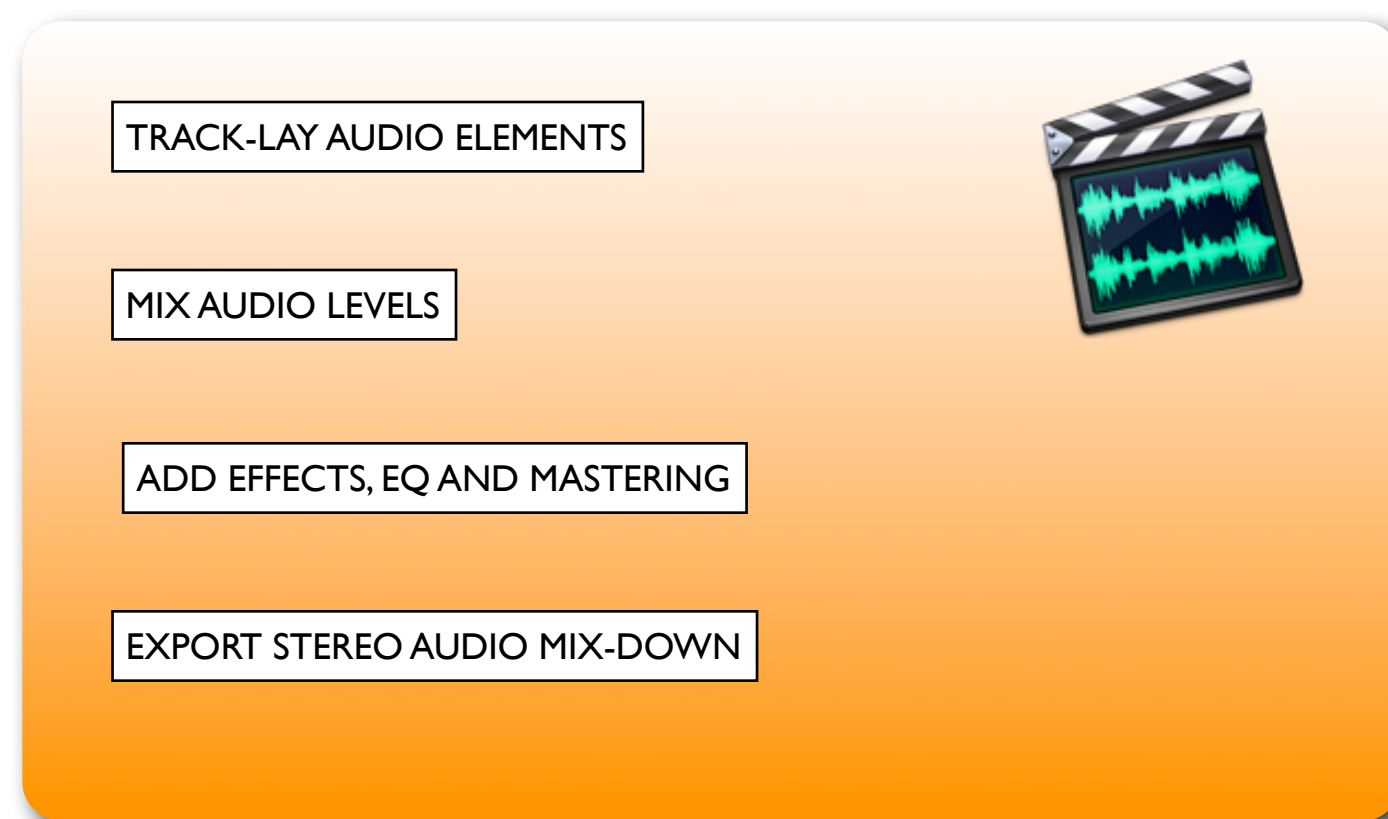 TRACK-LAY AUDIO ELEMENTS
MIX AUDIO LEVELS
ADD EFFECTS, EQ AND MASTERING
EXPORT STEREO AUDIO MIX-DOWN